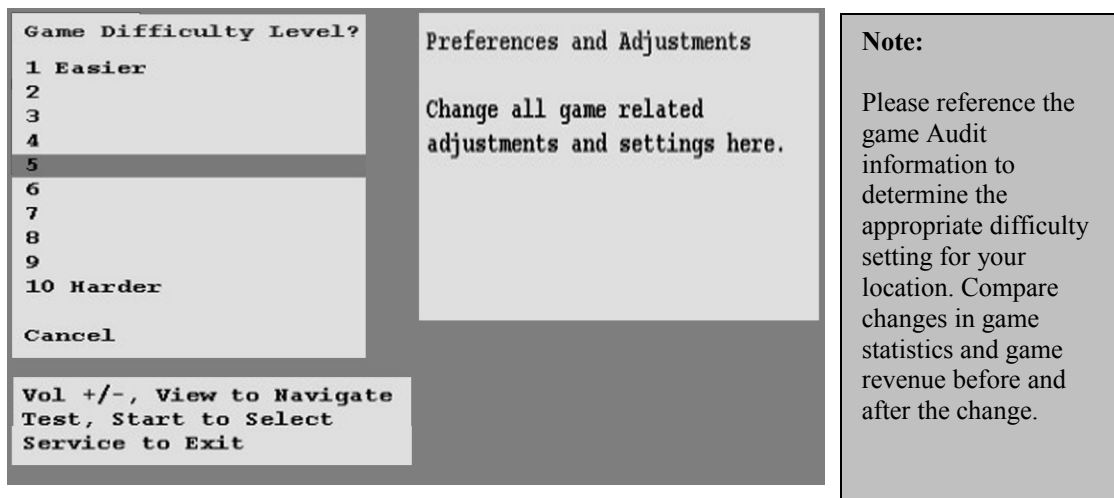 Game Difficulty Level?
1 Easier
2
3
4
5
6
7
8
9
10 Harder
Cancel
Vol +/-, View to Navigate
Test, Start to Select
Service to Exit
Preferences and Adjustments
Change all game related
adjustments and settings here.
Note:
Please reference the
game Audit
information to
determine the
appropriate difficulty
setting for your
location. Compare
changes in game
statistics and game
revenue before and
after the change.